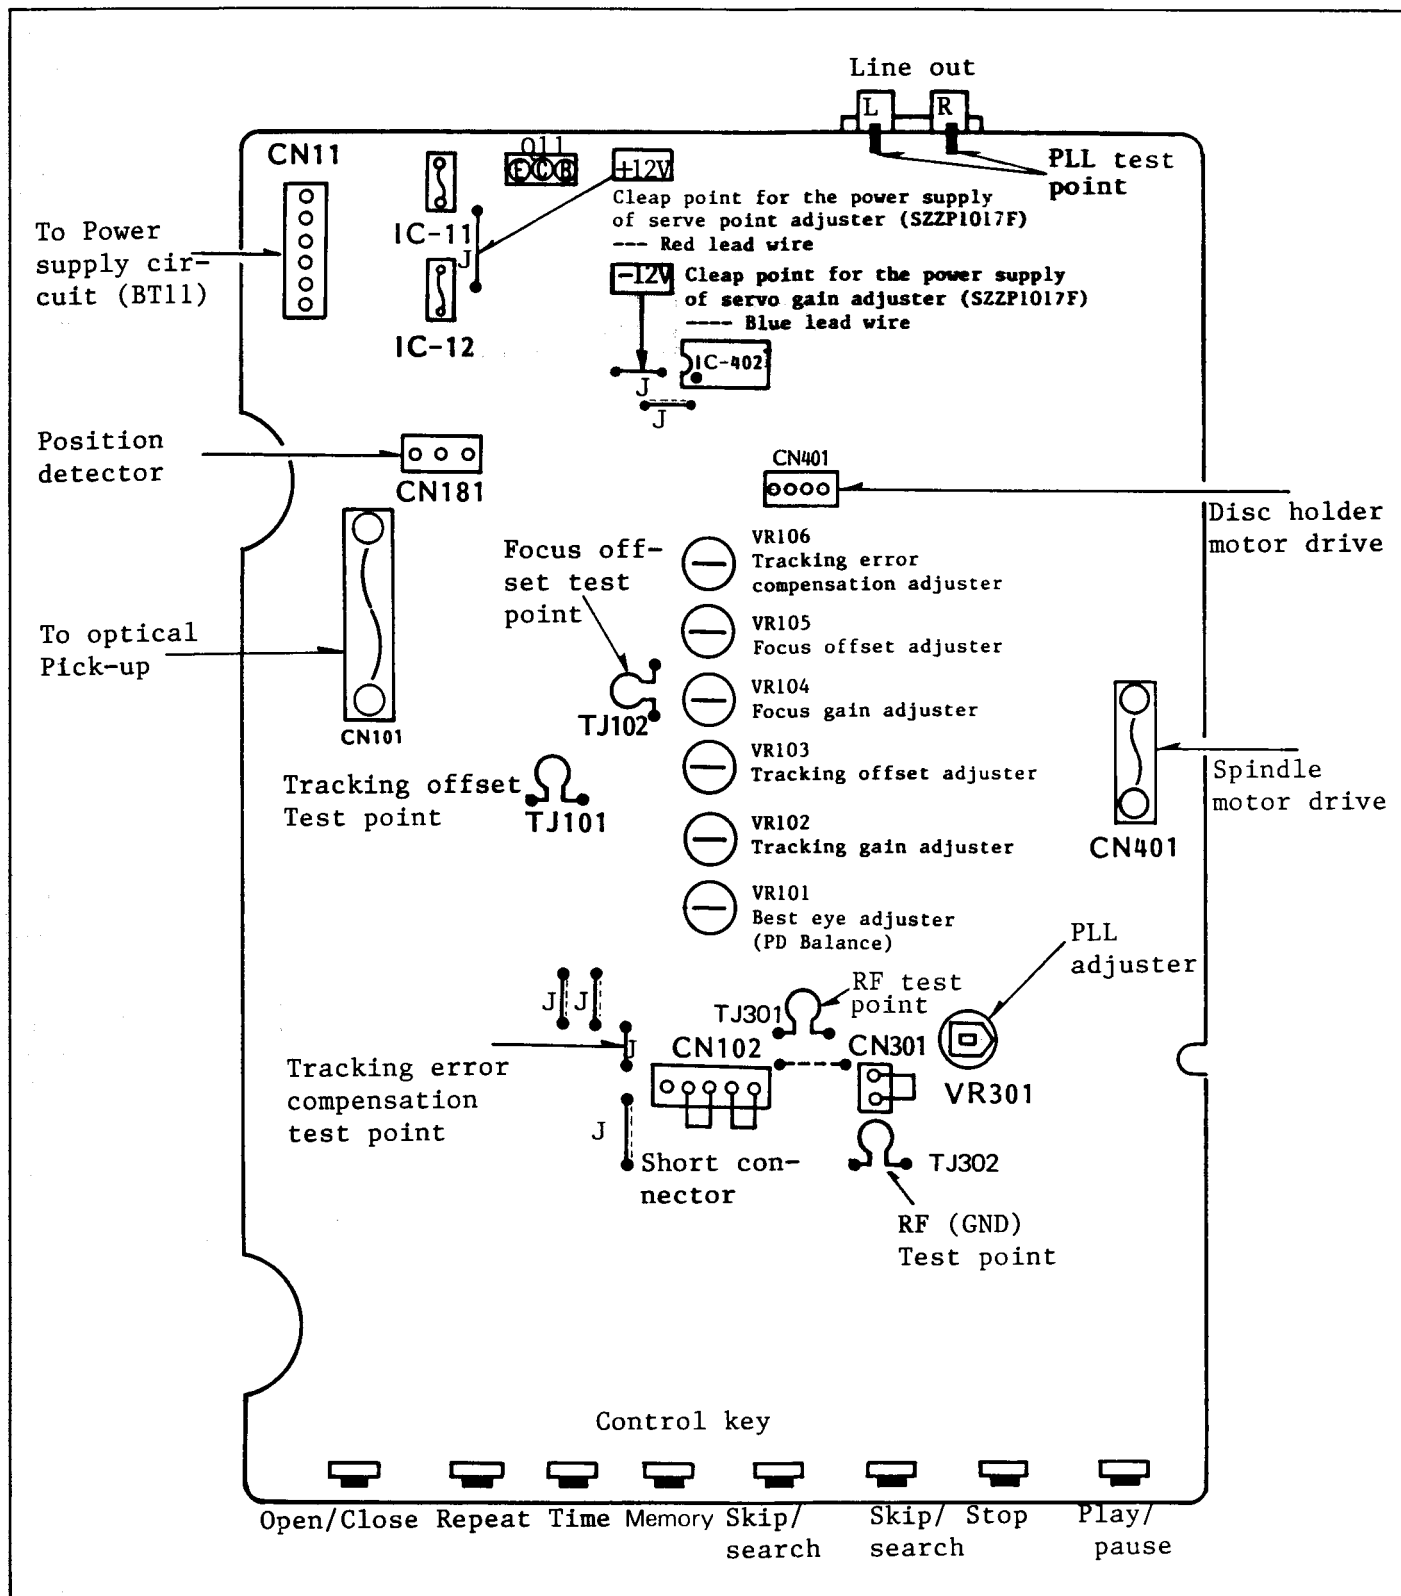 Line out
L
R
PLL test
point
CN11
Q11
E C B
+12V
Cleap point for the power supply
of serve point adjuster (SZZP1017F)
--- Red lead wire
IC-11
J
To Power
supply cir-
cuit (BT11)
-12V
Cleap point for the power supply
of servo gain adjuster (SZZP1017F)
---- Blue lead wire
IC-12
IC-402
J
J
Position
detector
CN181
CN401
Disc holder
motor drive
Focus off-
set test
point
VR106
Tracking error
compensation adjuster
VR105
Focus offset adjuster
To optical
Pick-up
VR104
Focus gain adjuster
TJ102
CN101
VR103
Tracking offset adjuster
Spindle
motor drive
Tracking offset
Test point
TJ101
VR102
Tracking gain adjuster
CN401
VR101
Best eye adjuster
(PD Balance)
PLL
adjuster
RF test
point
J
J
TJ301
J
CN102
CN301
VR301
Tracking error
compensation
test point
J
Short con-
nector
TJ302
RF (GND)
Test point
Control key
Open/Close
Repeat
Time
Memory
Skip/
search
Skip/
search
Stop
Play/
pause